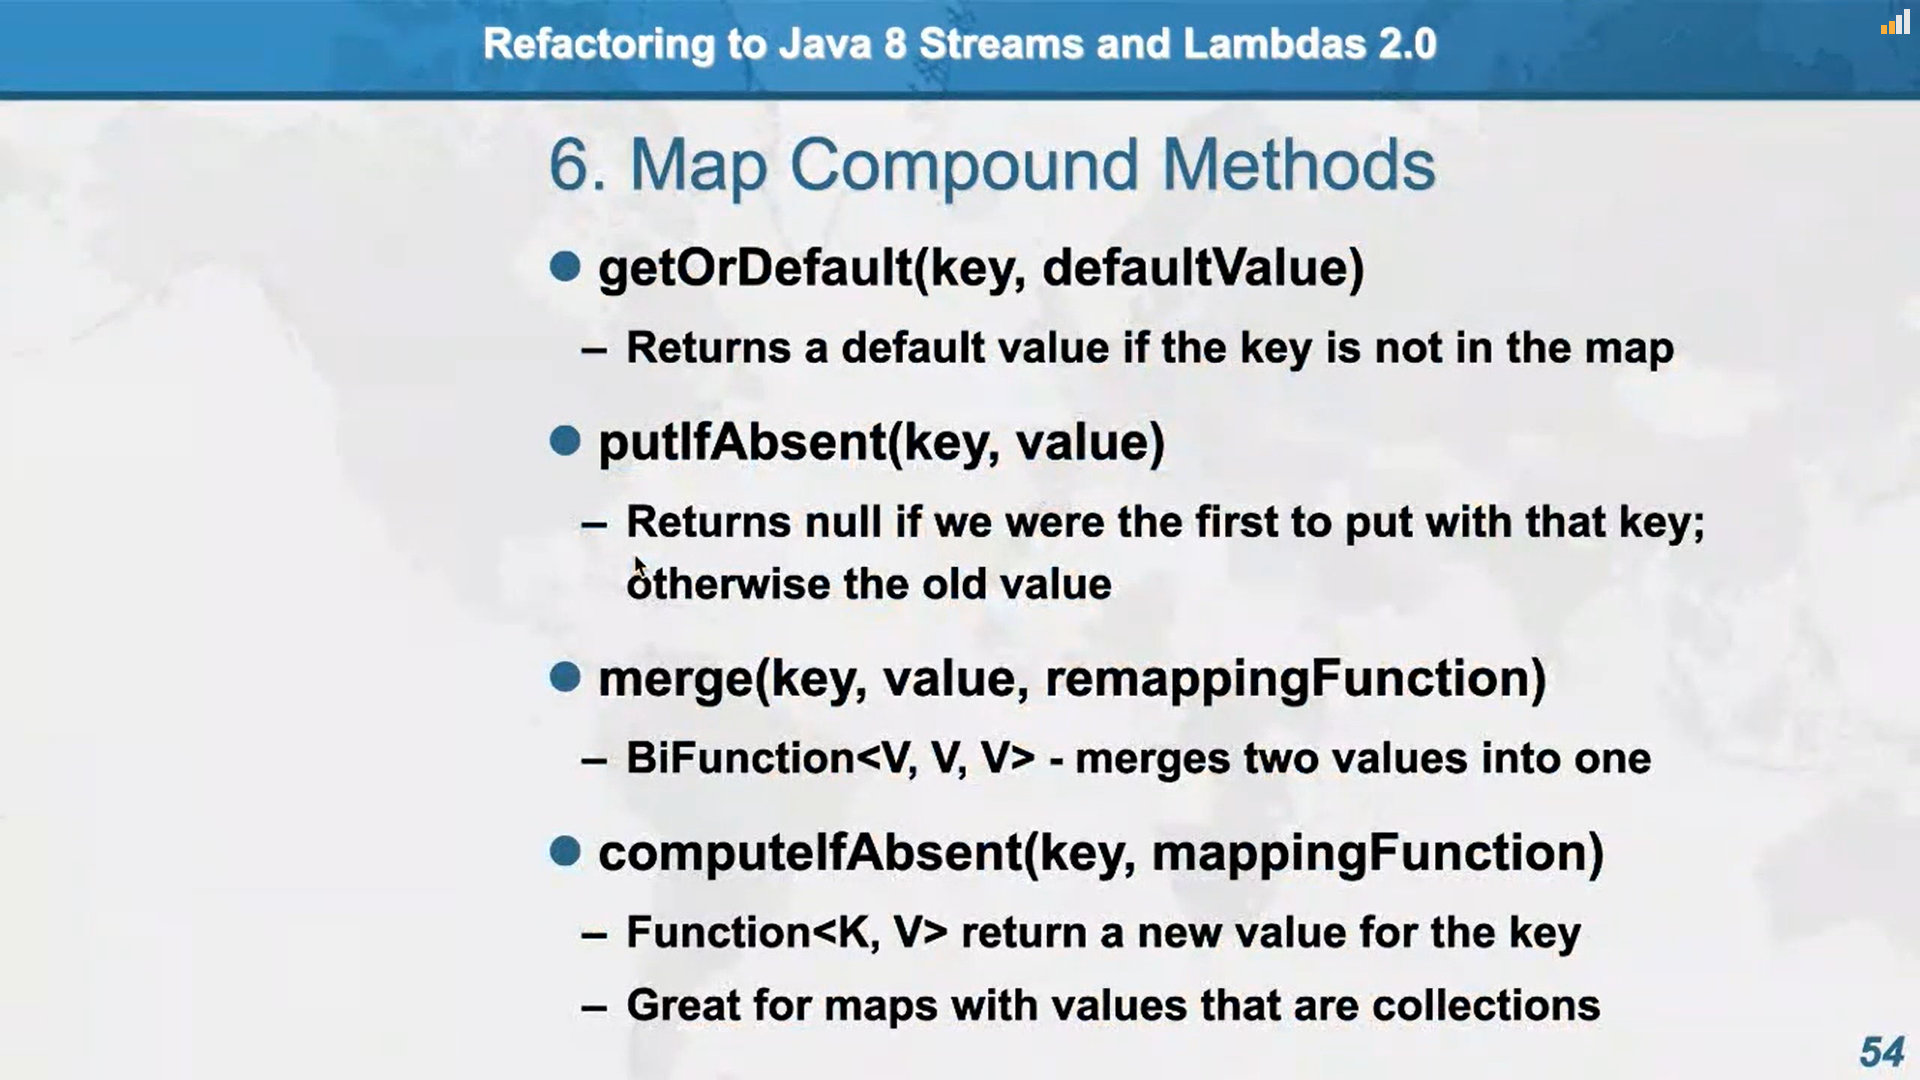 Refactoring to Java 8 Streams and Lambdas 2.0
6. Map Compound Methods
● getOrDefault(key, defaultValue)
– Returns a default value if the key is not in the map
● putIfAbsent(key, value)
– Returns null if we were the first to put with that key;
otherwise the old value
● merge(key, value, remappingFunction)
– BiFunction<V, V, V> - merges two values into one
● computeIfAbsent(key, mappingFunction)
– Function<K, V> return a new value for the key
– Great for maps with values that are collections
54